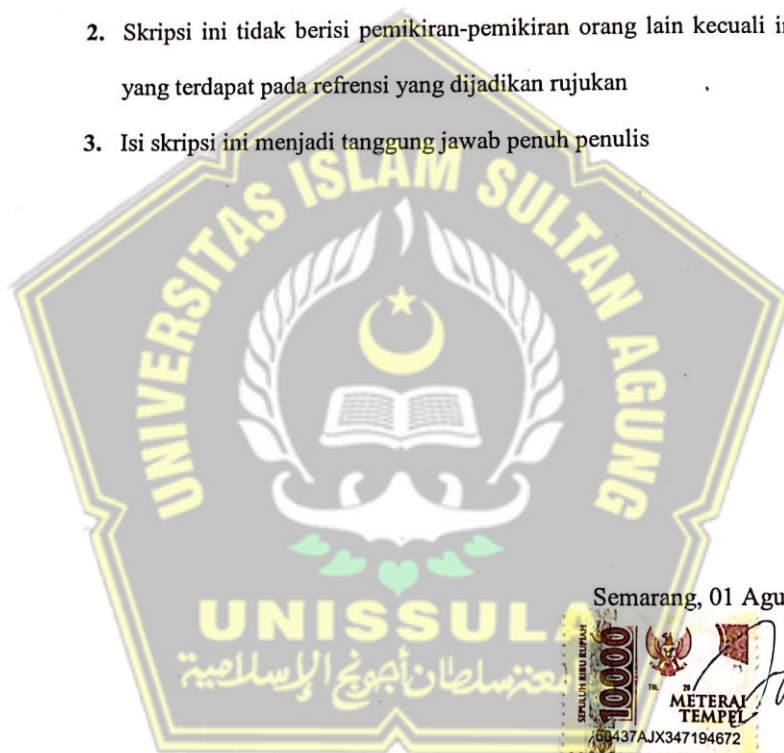 2. Skripsi ini tidak berisi pemikiran-pemikiran orang lain kecuali
yang terdapat pada refrensi yang dijadikan rujukan
3. Isi skripsi ini menjadi tanggung jawab penuh penulis
UNIVERSITAS ISLAM SULTAN AGUNG
UNISSULA
جامعة سلطان أجونج الإسلامية
Semarang, 01 Agu
SEPULUH RIBU RUPIAH
10000
METERAI
TEMPEL
60437AJX347194672